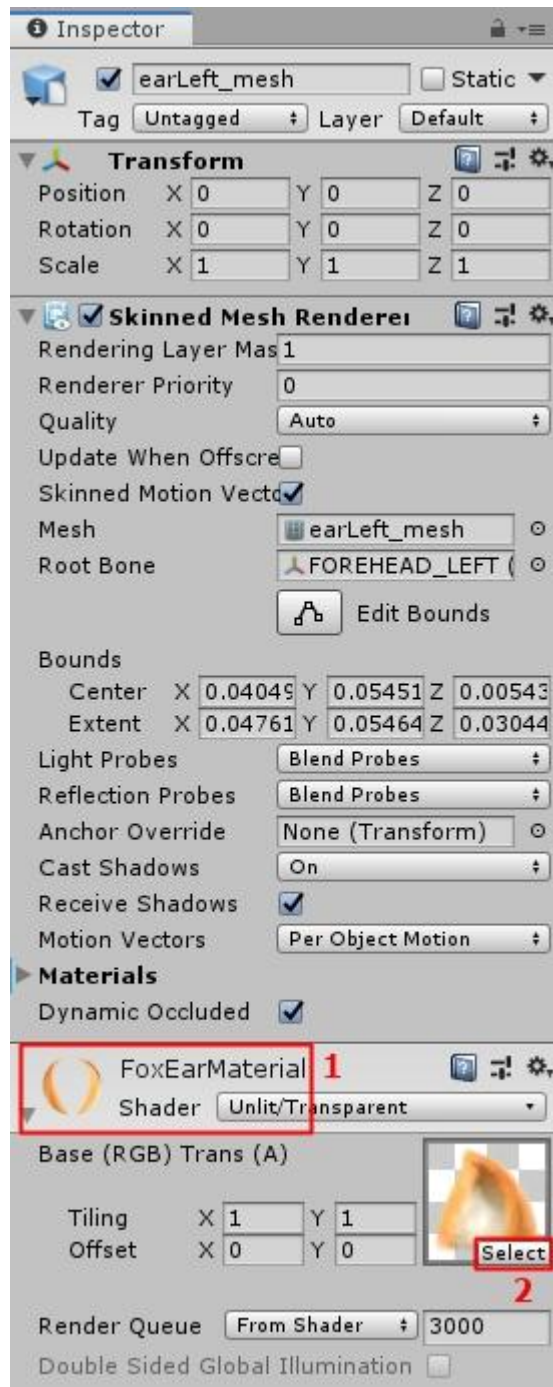 Inspector
earLeft_mesh Static
Tag Untagged Layer Default
Transform
Position X 0 Y 0 Z 0
Rotation X 0 Y 0 Z 0
Scale X 1 Y 1 Z 1
Skinned Mesh Renderer
Rendering Layer Mas 1
Renderer Priority 0
Quality Auto
Update When Offscre
Skinned Motion Vecto
Mesh earLeft_mesh
Root Bone FOREHEAD_LEFT (
Edit Bounds
Bounds
Center X 0.04049 Y 0.05451 Z 0.00543
Extent X 0.04761 Y 0.05464 Z 0.03044
Light Probes Blend Probes
Reflection Probes Blend Probes
Anchor Override None (Transform)
Cast Shadows On
Receive Shadows
Motion Vectors Per Object Motion
Materials
Dynamic Occluded
FoxEarMaterial 1
Shader Unlit/Transparent
Base (RGB) Trans (A)
Tiling X 1 Y 1
Offset X 0 Y 0 Select
2
Render Queue From Shader 3000
Double Sided Global Illumination